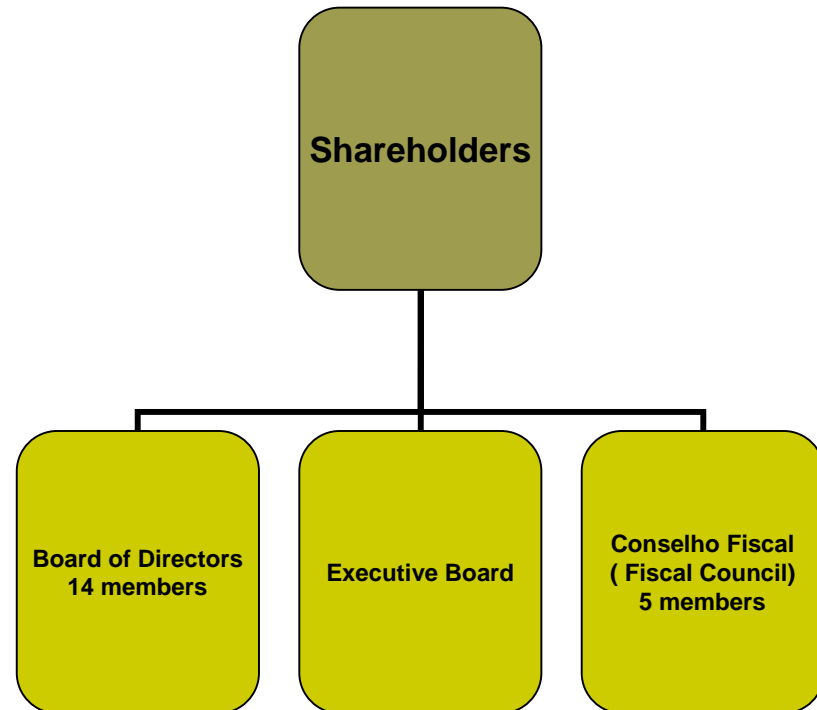 Shareholders
Board of Directors
14 members
Executive Board
Conselho Fiscal
( Fiscal Council)
5 members